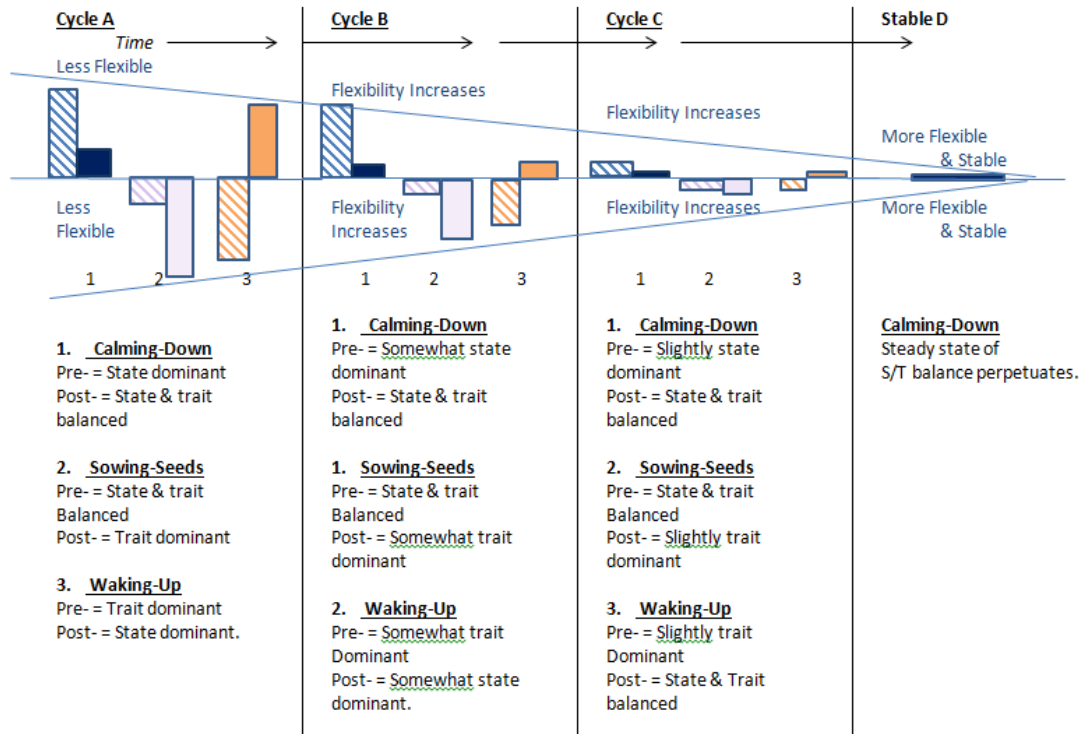 Cycle A
Time
Less Flexible
Less
Flexible
1 2 3
1. Calming-Down
Pre- = State dominant
Post- = State & trait
balanced
2. Sowing-Seeds
Pre- = State & trait
Balanced
Post- = Trait dominant
3. Waking-Up
Pre- = Trait dominant
Post- = State dominant.
Cycle B
Flexibility Increases
Flexibility
Increases
1 2 3
1. Calming-Down
Pre- = Somewhat state
dominant
Post- = State & trait
balanced
1. Sowing-Seeds
Pre- = State & trait
Balanced
Post- = Somewhat trait
dominant
2. Waking-Up
Pre- = Somewhat trait
Dominant
Post- = Somewhat state
dominant.
Cycle C
Flexibility Increases
Flexibility Increases
1 2 3
1. Calming-Down
Pre- = Slightly state
dominant
Post- = State & trait
balanced
2. Sowing-Seeds
Pre- = State & trait
Balanced
Post- = Slightly trait
dominant
3. Waking-Up
Pre- = Slightly trait
Dominant
Post- = State & Trait
balanced
Stable D
More Flexible
& Stable
More Flexible
& Stable
Calming-Down
Steady state of
S/T balance perpetuates.